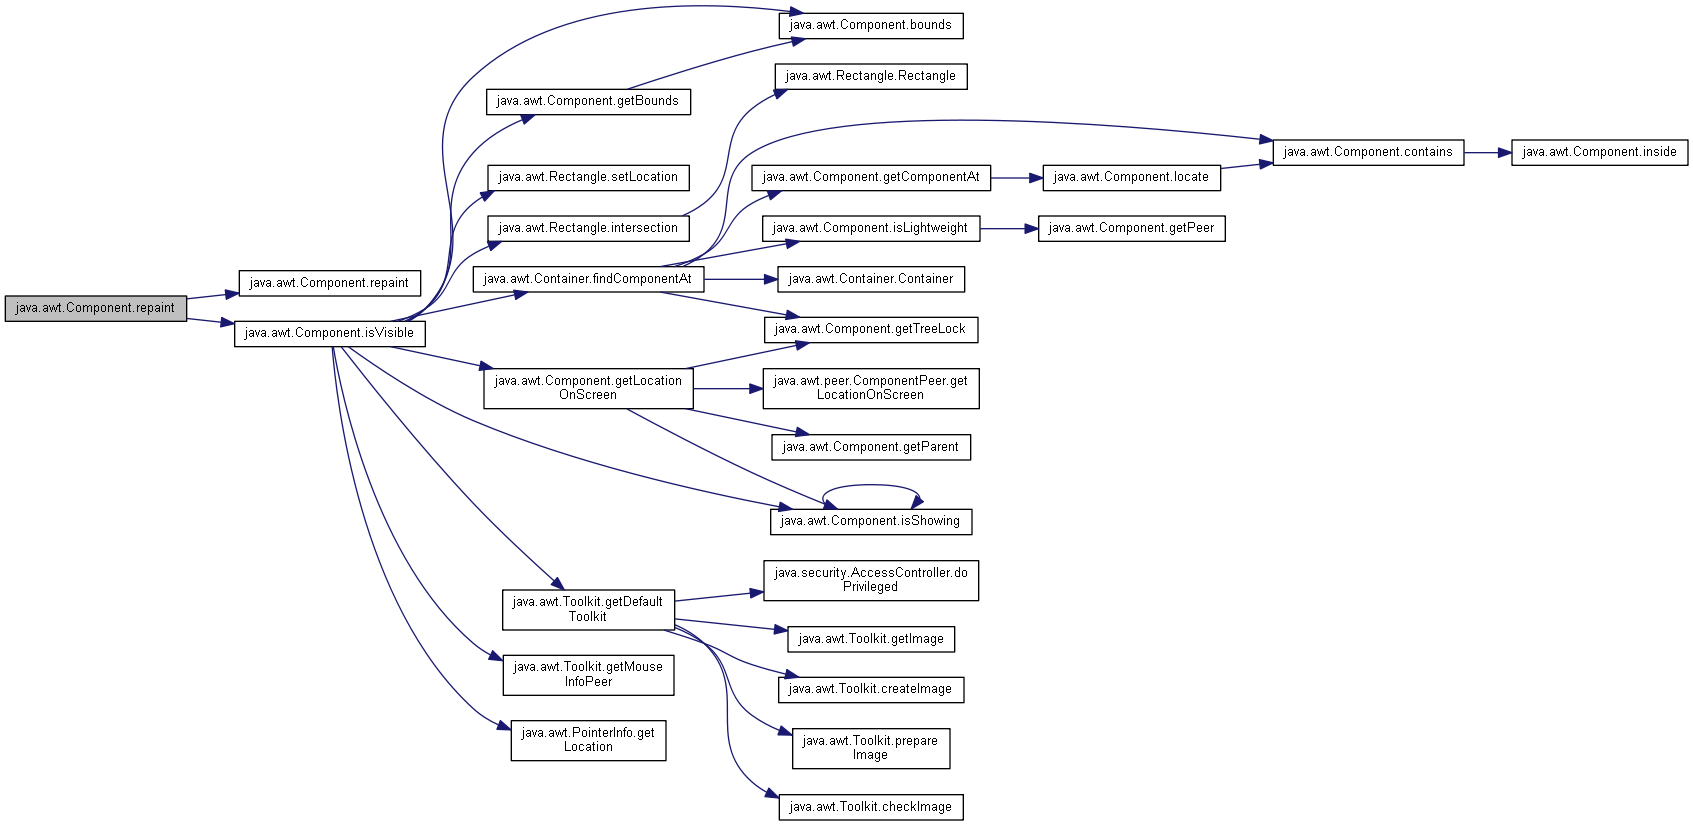 java.awt.Component.bounds
java.awt.Rectangle.Rectangle
java.awt.Component.getBounds
java.awt.Component.contains
java.awt.Component.inside
java.awt.Rectangle.setLocation
java.awt.Component.getComponentAt
java.awt.Component.locate
java.awt.Rectangle.intersection
java.awt.Component.isLightweight
java.awt.Component.getPeer
java.awt.Component.repaint
java.awt.Container.findComponentAt
java.awt.Container.Container
java.awt.Component.repaint
java.awt.Component.isVisible
java.awt.Component.getTreeLock
java.awt.Component.getLocation
OnScreen
java.awt.peer.ComponentPeer.get
LocationOnScreen
java.awt.Component.getParent
java.awt.Component.isShowing
java.security.AccessController.do
Privileged
java.awt.Toolkit.getDefault
Toolkit
java.awt.Toolkit.getImage
java.awt.Toolkit.getMouse
InfoPeer
java.awt.Toolkit.createImage
java.awt.PointerInfo.get
Location
java.awt.Toolkit.prepare
Image
java.awt.Toolkit.checkImage